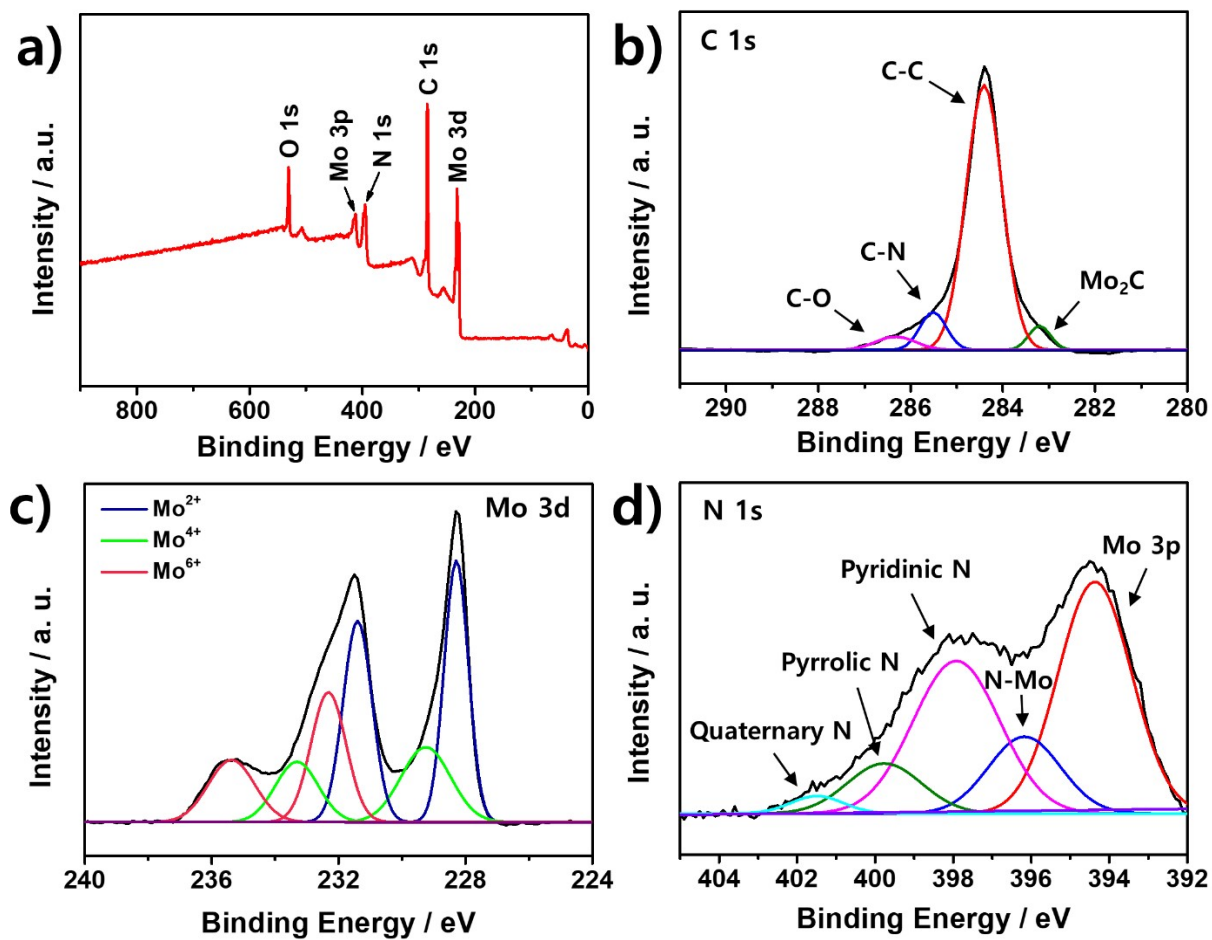 a)
O 1s
Mo 3p
N 1s
C 1s
Mo 3d
Intensity / a.u.
800
600
400
200
0
Binding Energy / eV
b)
C 1s
C-C
C-N
C-O
Mo₂C
Intensity / a. u.
290
288
286
284
282
280
Binding Energy / eV
c)
Mo²⁺
Mo⁴⁺
Mo⁶⁺
Mo 3d
Intensity / a. u.
240
236
232
228
224
Binding Energy / eV
d)
N 1s
Mo 3p
Pyridinic N
Pyrrolic N
N-Mo
Quaternary N
Intensity / a. u.
404
402
400
398
396
394
392
Binding Energy / eV